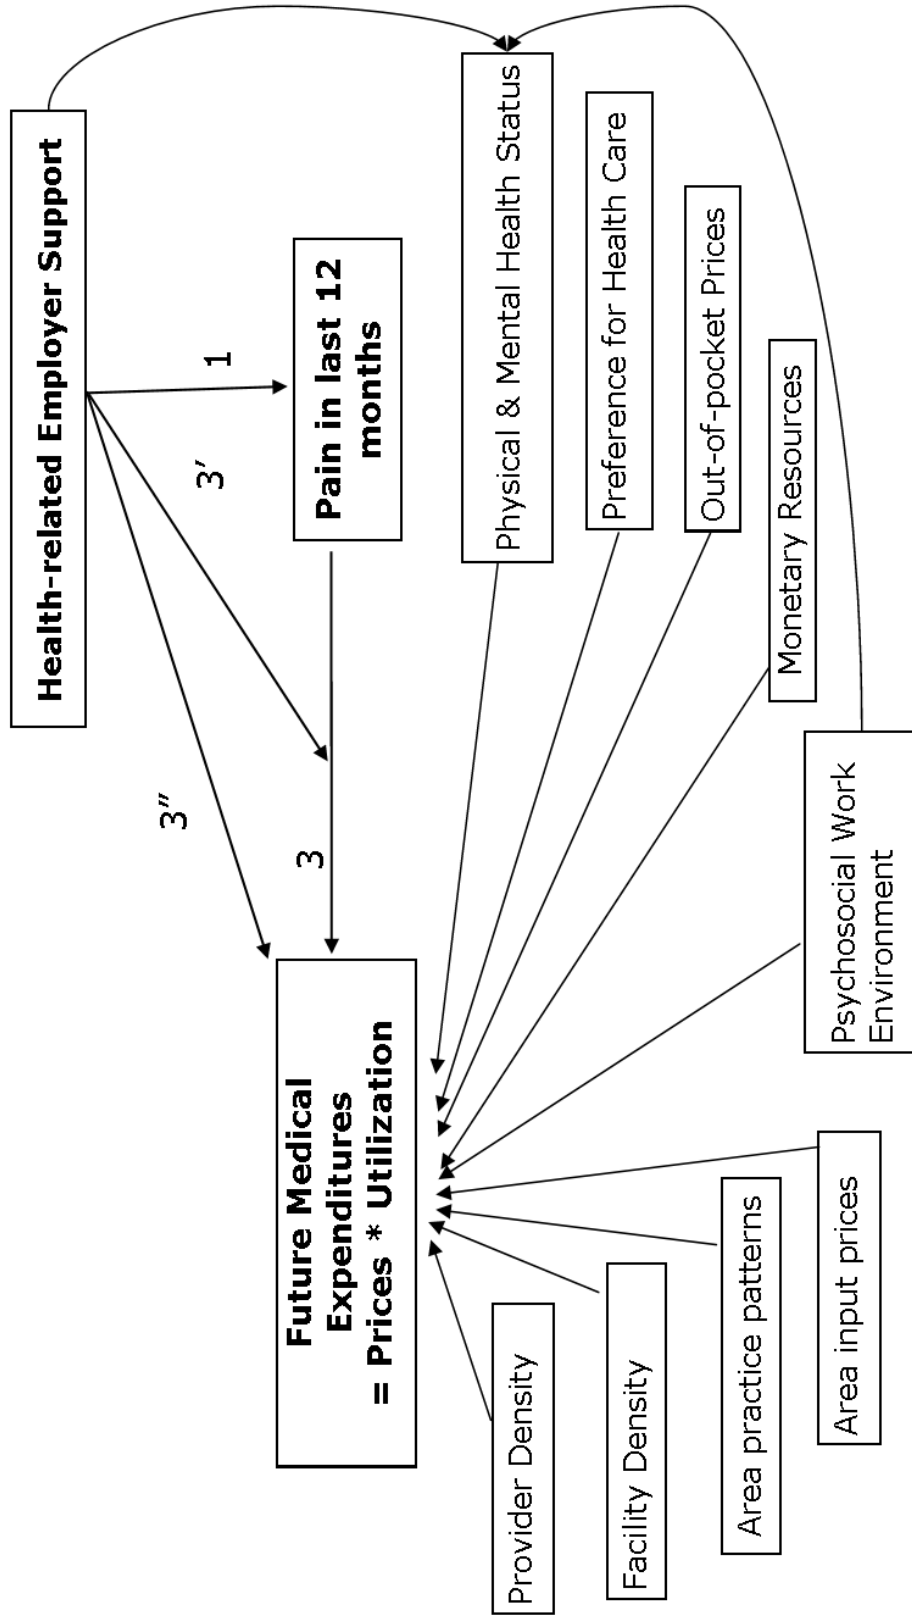 Health-related Employer Support
3″
3′
1
3
Pain in last 12
months
Future Medical
Expenditures
= Prices * Utilization
Physical & Mental Health Status
Preference for Health Care
Out-of-pocket Prices
Monetary Resources
Psychosocial Work
Environment
Provider Density
Facility Density
Area practice patterns
Area input prices